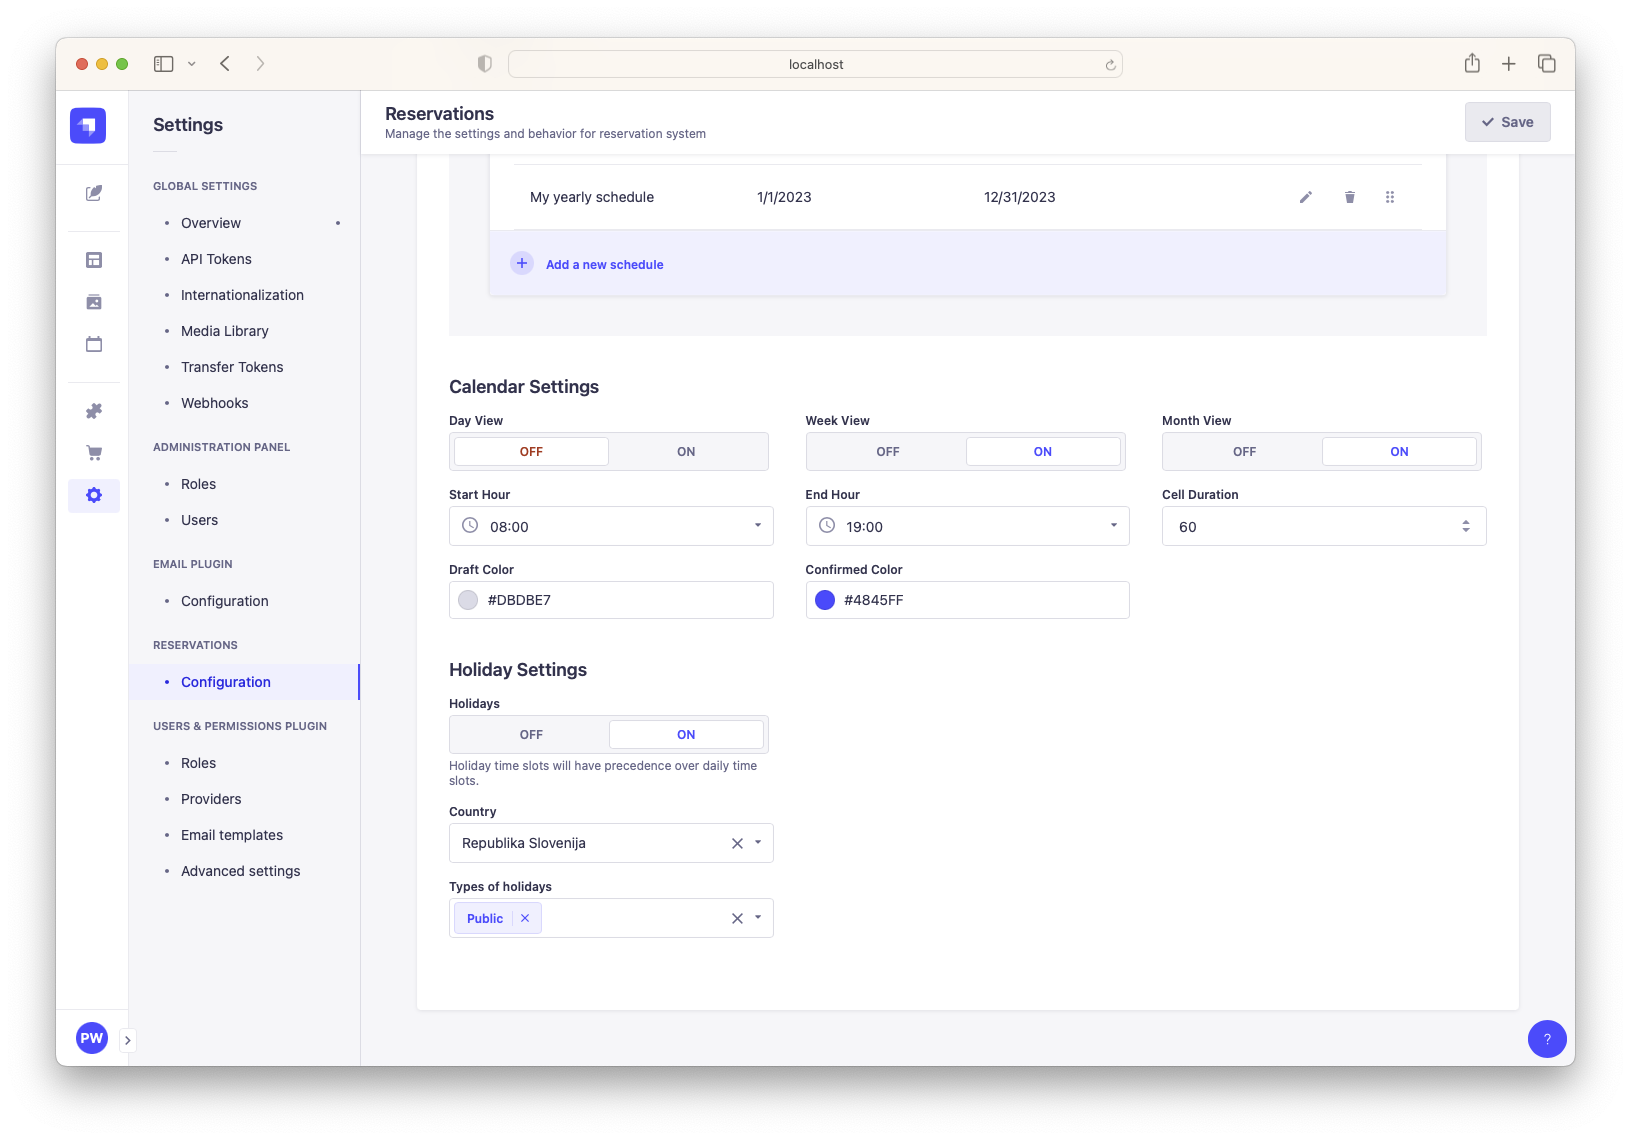 localhost
Settings
GLOBAL SETTINGS
Overview
API Tokens
Internationalization
Media Library
Transfer Tokens
Webhooks
ADMINISTRATION PANEL
Roles
Users
EMAIL PLUGIN
Configuration
RESERVATIONS
Configuration
USERS & PERMISSIONS PLUGIN
Roles
Providers
Email templates
Advanced settings
PW
Reservations
Manage the settings and behavior for reservation system
Save
My yearly schedule 1/1/2023 12/31/2023
Add a new schedule
Calendar Settings
Day View Week View Month View
OFF ON OFF ON OFF ON
Start Hour End Hour Cell Duration
08:00 19:00 60
Draft Color Confirmed Color
#DBDBE7 #4845FF
Holiday Settings
Holidays
OFF ON
Holiday time slots will have precedence over daily time
slots.
Country
Republika Slovenija
Types of holidays
Public
?